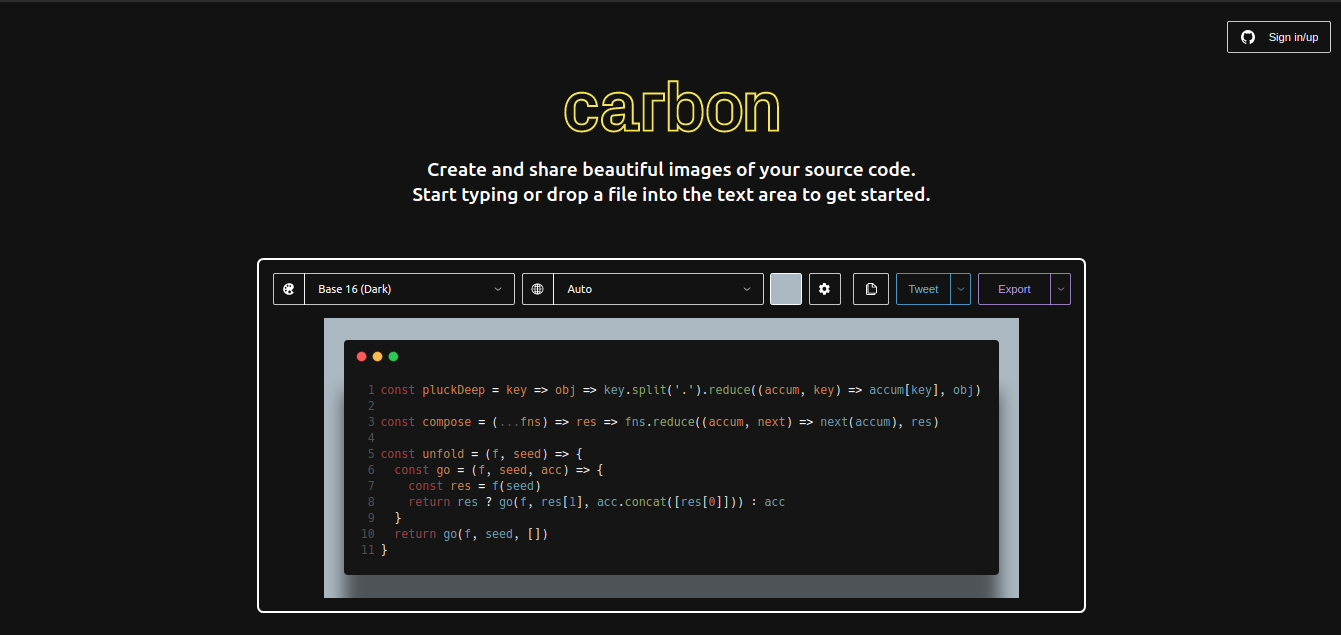 Sign in/up
carbon
Create and share beautiful images of your source code.
Start typing or drop a file into the text area to get started.
Base 16 (Dark)
Auto
Tweet
Export
1 const pluckDeep = key => obj => key.split('.').reduce((accum, key) => accum[key], obj)
2
3 const compose = (...fns) => res => fns.reduce((accum, next) => next(accum), res)
4
5 const unfold = (f, seed) => {
6   const go = (f, seed, acc) => {
7     const res = f(seed)
8     return res ? go(f, res[1], acc.concat([res[0]])) : acc
9   }
10   return go(f, seed, [])
11 }